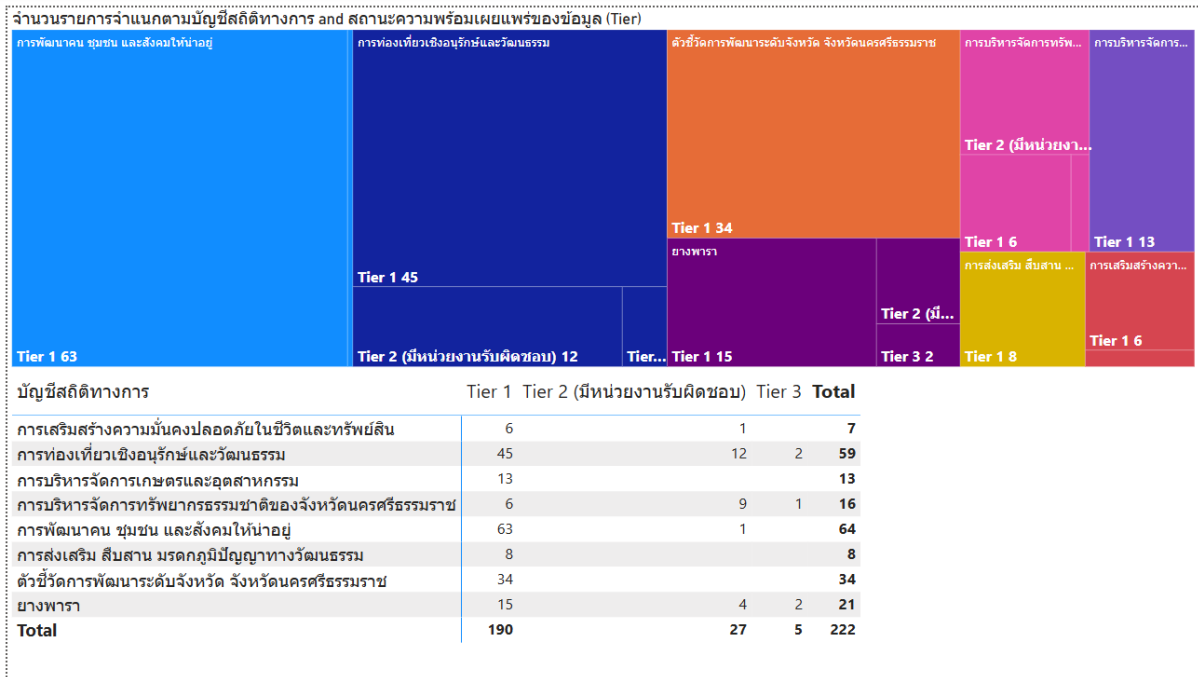 จำนวนรายการจำแนกตามบัญชีสถิติทางการ and สถานะความพร้อมเผยแพร่ของข้อมูล (Tier)
การพัฒนาคน ชุมชน และสังคมให้น่าอยู่
Tier 1 63
การท่องเที่ยวเชิงอนุรักษ์และวัฒนธรรม
Tier 1 45
Tier 2 (มีหน่วยงานรับผิดชอบ) 12
Tier...
ตัวชี้วัดการพัฒนาระดับจังหวัด จังหวัดนครศรีธรรมราช
Tier 1 34
ยางพารา
Tier 1 15
Tier 2 (มี...
Tier 3 2
การบริหารจัดการทรัพ...
Tier 2 (มีหน่วยงา...
Tier 1 6
การบริหารจัดการ...
Tier 1 13
การส่งเสริม สืบสาน ...
Tier 1 8
การเสริมสร้างควา...
Tier 1 6
บัญชีสถิติทางการ Tier 1 Tier 2 (มีหน่วยงานรับผิดชอบ) Tier 3 Total
การเสริมสร้างความมั่นคงปลอดภัยในชีวิตและทรัพย์สิน 6 1 7
การท่องเที่ยวเชิงอนุรักษ์และวัฒนธรรม 45 12 2 59
การบริหารจัดการเกษตรและอุตสาหกรรม 13 13
การบริหารจัดการทรัพยากรธรรมชาติของจังหวัดนครศรีธรรมราช 6 9 1 16
การพัฒนาคน ชุมชน และสังคมให้น่าอยู่ 63 1 64
การส่งเสริม สืบสาน มรดกภูมิปัญญาทางวัฒนธรรม 8 8
ตัวชี้วัดการพัฒนาระดับจังหวัด จังหวัดนครศรีธรรมราช 34 34
ยางพารา 15 4 2 21
Total 190 27 5 222